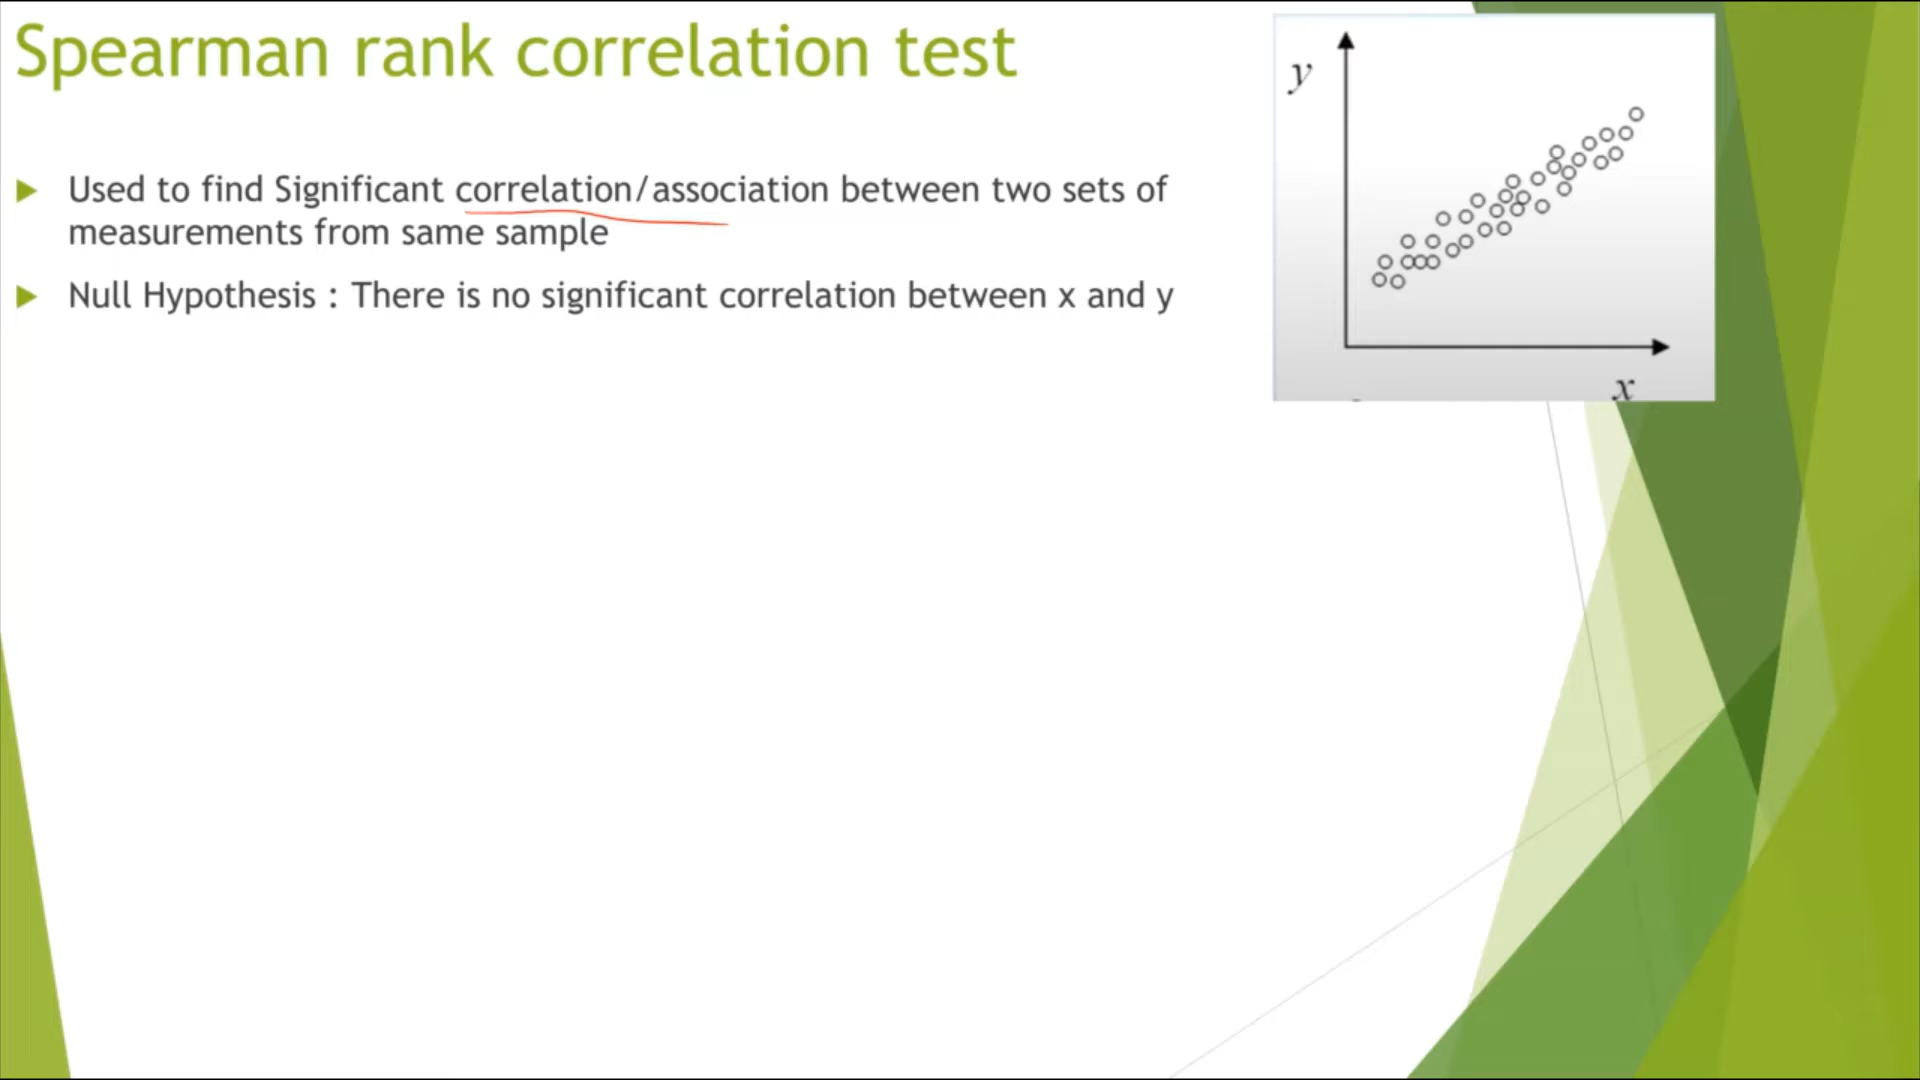 Spearman rank correlation test
Used to find Significant correlation/association between two sets of
measurements from same sample
Null Hypothesis : There is no significant correlation between x and y
y
x